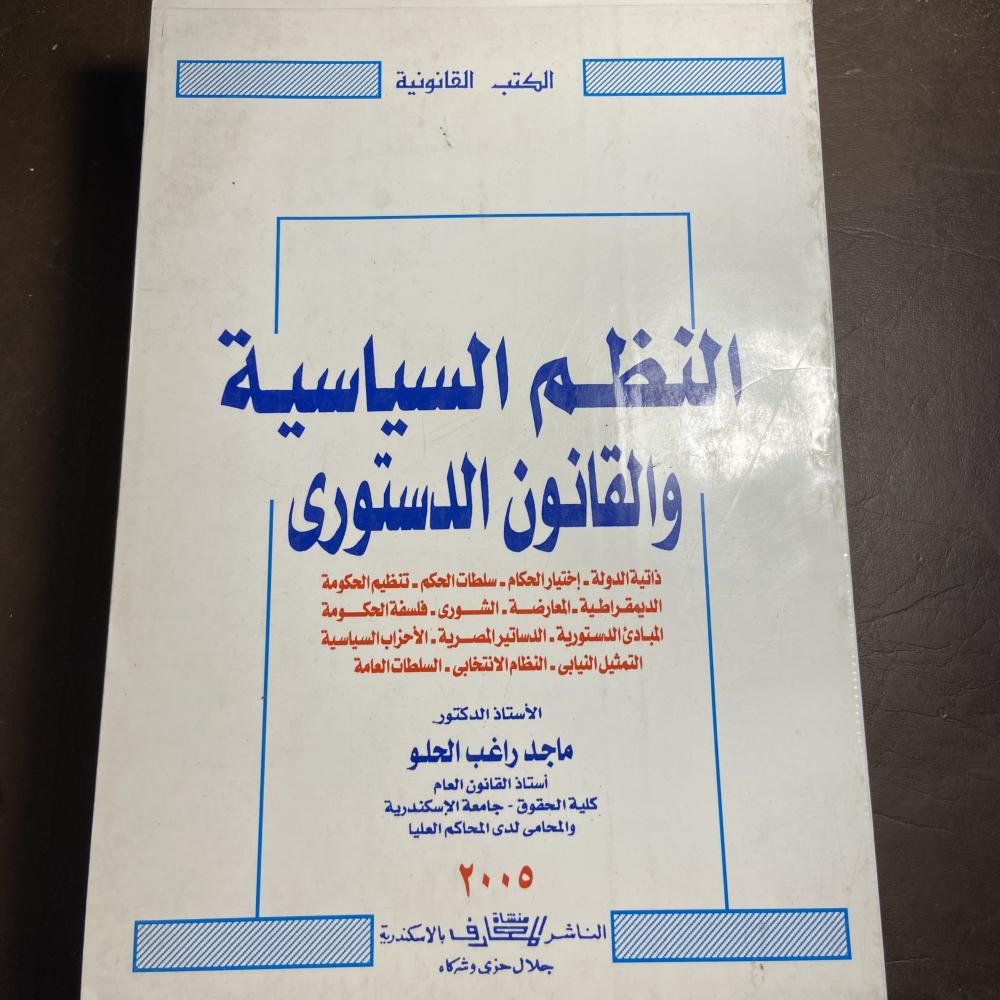 الكتب القانونية
النظم السياسية
والقانون الدستورى
ذاتية الدولة - إختيار الحكام - سلطات الحكم - تنظيم الحكومة
الديمقراطية - المعارضة - الشورى - فلسفة الحكومة
المبادئ الدستورية - الدساتير المصرية - الأحزاب السياسية
التمثيل النيابى - النظام الانتخابى - السلطات العامة
الأستاذ الدكتور
ماجد راغب الحلو
أستاذ القانون العام
كلية الحقوق - جامعة الإسكندرية
والمحامى لدى المحاكم العليا
٢٠٠٥
الناشر منشأة المعارف بالاسكندرية
جلال حزى وشركاه